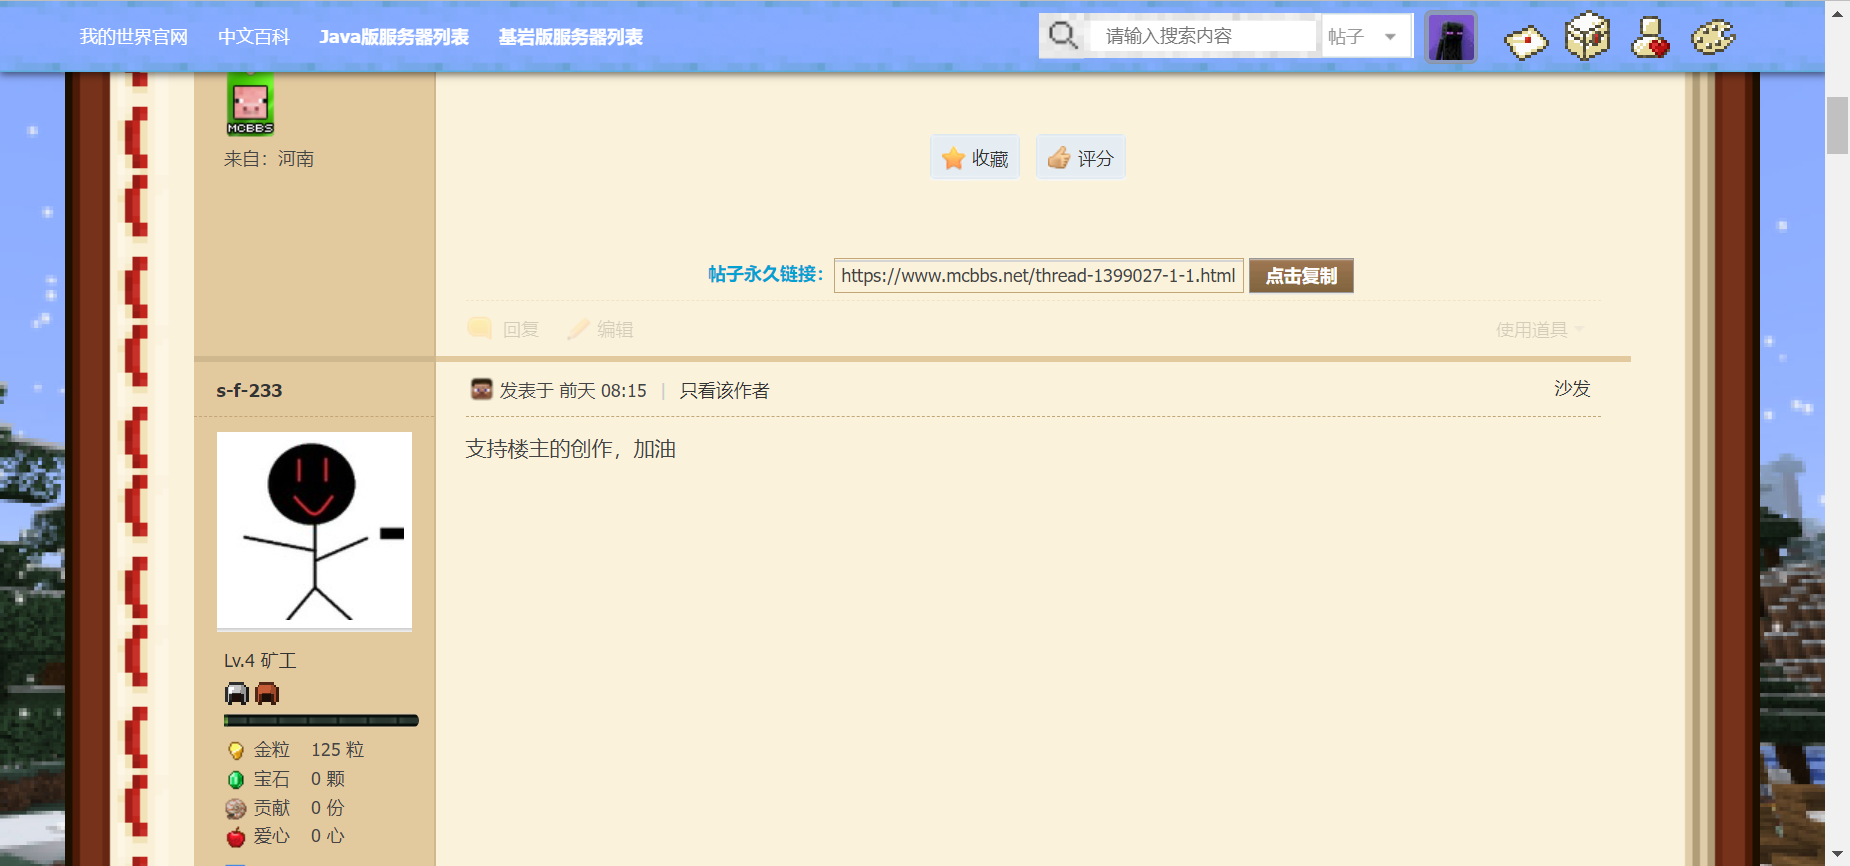 我的世界官网 中文百科 Java版服务器列表 基岩版服务器列表 请输入搜索内容 帖子
MCBBS
来自：河南
收藏 评分
帖子永久链接： https://www.mcbbs.net/thread-1399027-1-1.html 点击复制
回复 编辑 使用道具
s-f-233 发表于 前天 08:15 | 只看该作者 沙发
支持楼主的创作，加油
Lv.4 矿工
金粒 125 粒
宝石 0 颗
贡献 0 份
爱心 0 心